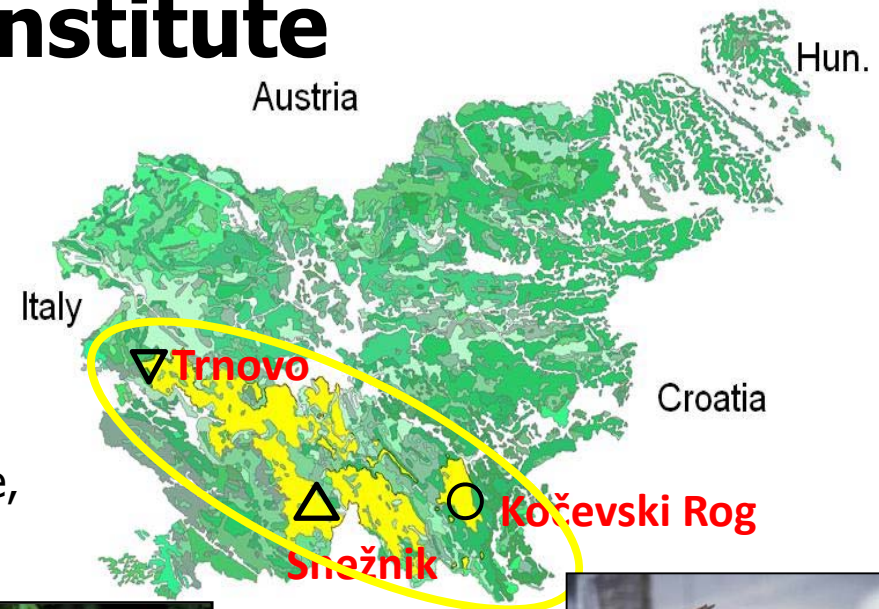 nstitute
Austria
Hun.
Italy
Trnovo
Croatia
e,
Kočevski Rog
Snežnik